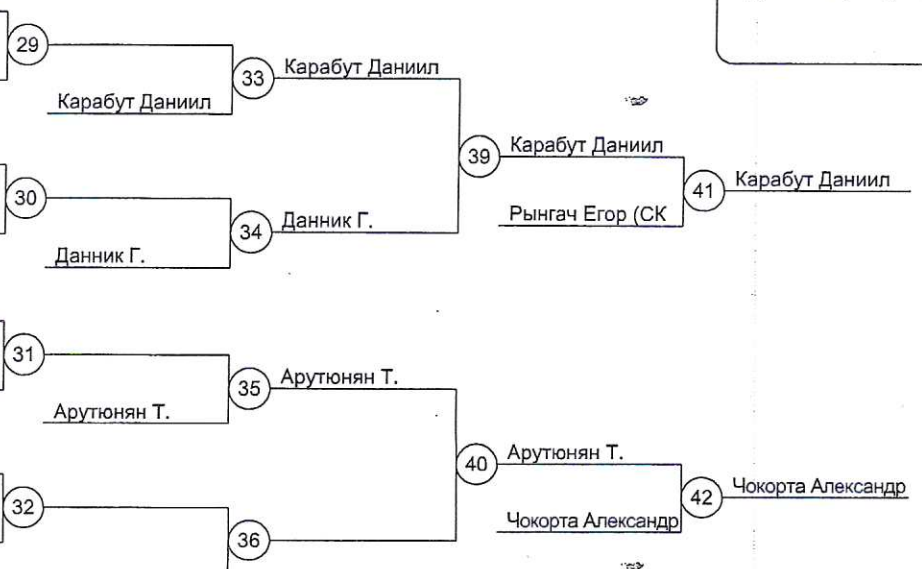 29
33 Карабут Даниил
Карабут Даниил
39 Карабут Даниил
41 Карабут Даниил
30
34 Данник Г.
Рынгач Егор (СК
Данник Г.
31
35 Арутюнян Т.
Арутюнян Т.
40 Арутюнян Т.
42 Чокорта Александр
32
36
Чокорта Александр